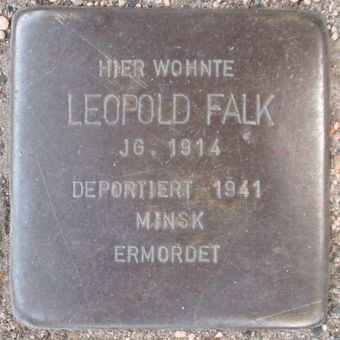 HIER WOHNTE
LEOPOLD FALK
JG. 1914
DEPORTIERT 1941
MINSK
ERMORDET